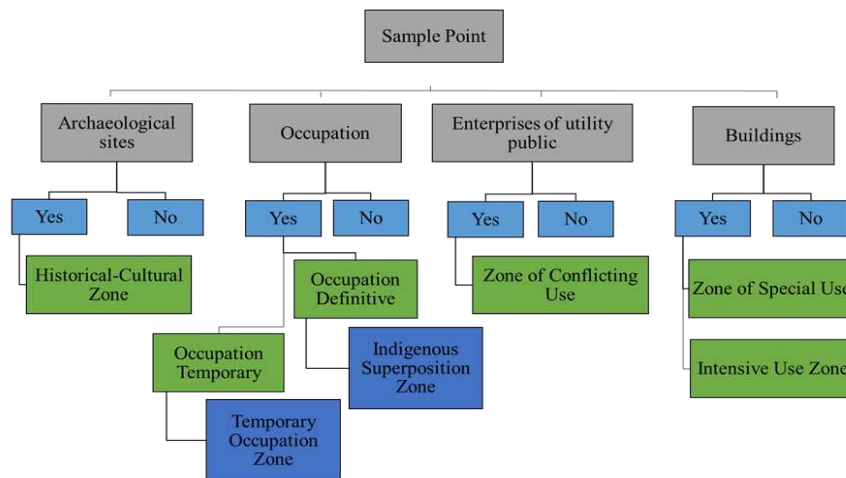 Sample Point
Archaeological
sites
Occupation
Enterprises of utility
public
Buildings
Yes
No
Yes
No
Yes
No
Yes
No
Historical-Cultural
Zone
Occupation
Definitive
Zone of Conflicting
Use
Zone of Special Use
Occupation
Temporary
Indigenous
Superposition
Zone
Intensive Use Zone
Temporary
Occupation
Zone